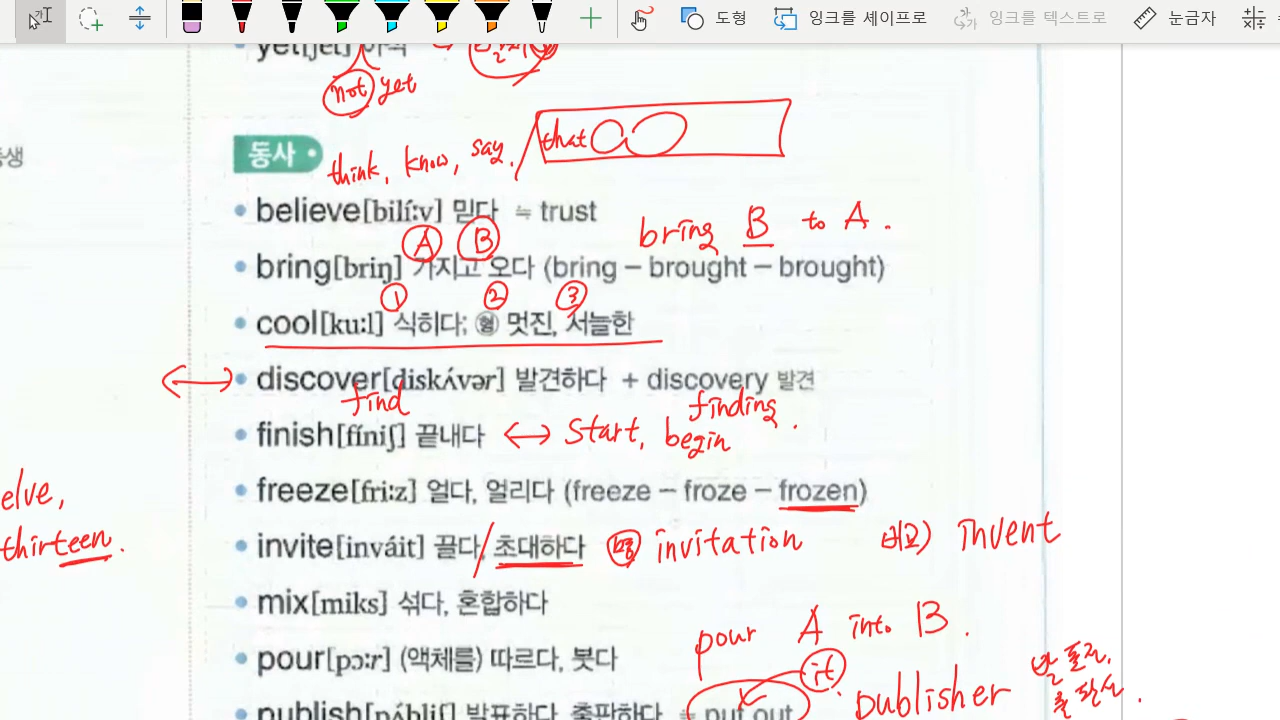 도형 잉크를 셰이프로 잉크를 텍스트로 눈금자
yet[jet] 아직
not yet
동사
think, know, say. / that
• believe[bilíːv] 믿다 ≒ trust
A B bring B to A.
• bring[briŋ] 가지고 오다 (bring – brought – brought)
① ② ③
• cool[kuːl] 식히다; 형 멋진, 서늘한
• discover[diskʌ́vər] 발견하다 + discovery 발견
find finding
• finish[fíniʃ] 끝내다 ↔ start, begin.
• freeze[friːz] 얼다, 얼리다 (freeze – froze – frozen)
elve,
thirteen.
• invite[inváit] 끌다, / 초대하다 명 invitation 비교) invent
• mix[miks] 섞다, 혼합하다
pour A into B.
• pour[pɔːr] (액체를) 따르다, 붓다
it
• publish[pʌ́bliʃ] 발표하다, 출판하다 ≒ put out publisher